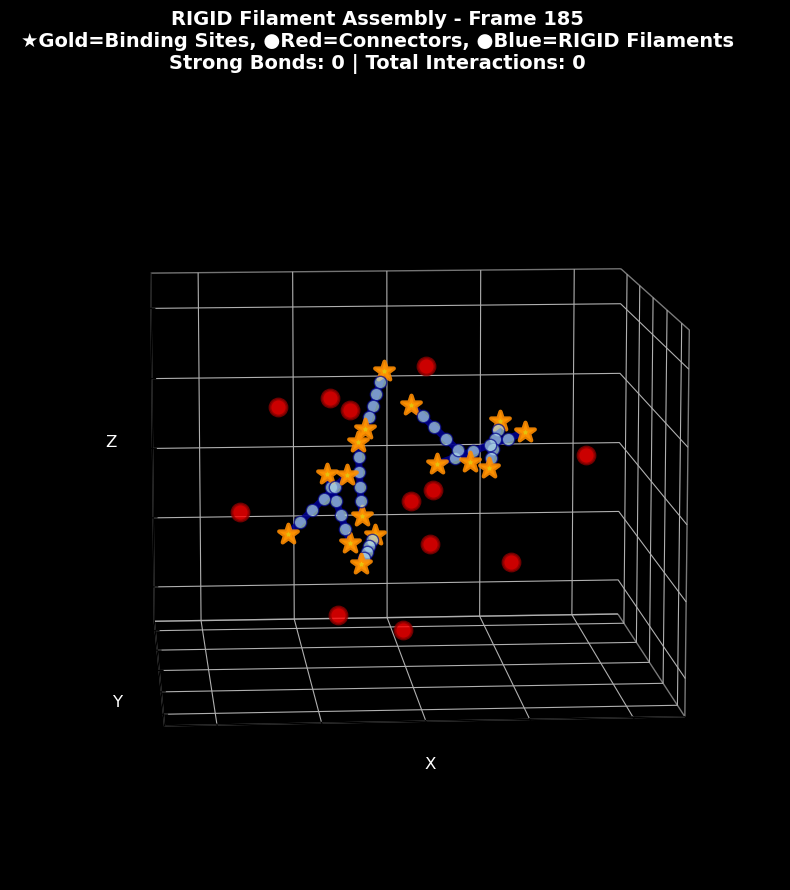 RIGID Filament Assembly - Frame 185
★Gold=Binding Sites, ●Red=Connectors, ●Blue=RIGID Filaments
Strong Bonds: 0 | Total Interactions: 0
Z
Y
X